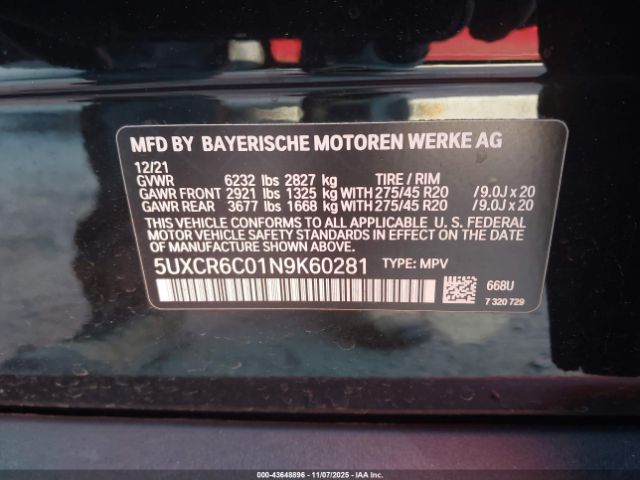 MFD BY BAYERISCHE MOTOREN WERKE AG
12/21
GVWR 6232 lbs 2827 kg TIRE / RIM
GAWR FRONT 2921 lbs 1325 kg WITH 275/45 R20 / 9.0J x 20
GAWR REAR 3677 lbs 1668 kg WITH 275/45 R20 / 9.0J x 20
THIS VEHICLE CONFORMS TO ALL APPLICABLE U. S. FEDERAL
MOTOR VEHICLE SAFETY STANDARDS IN EFFECT ON THE
DATE OF MANUFACTURE SHOWN ABOVE.
5UXCR6C01N9K60281 TYPE: MPV
668U
7 320 729
000-43648896 - 11/07/2025 - IAAI, Inc.